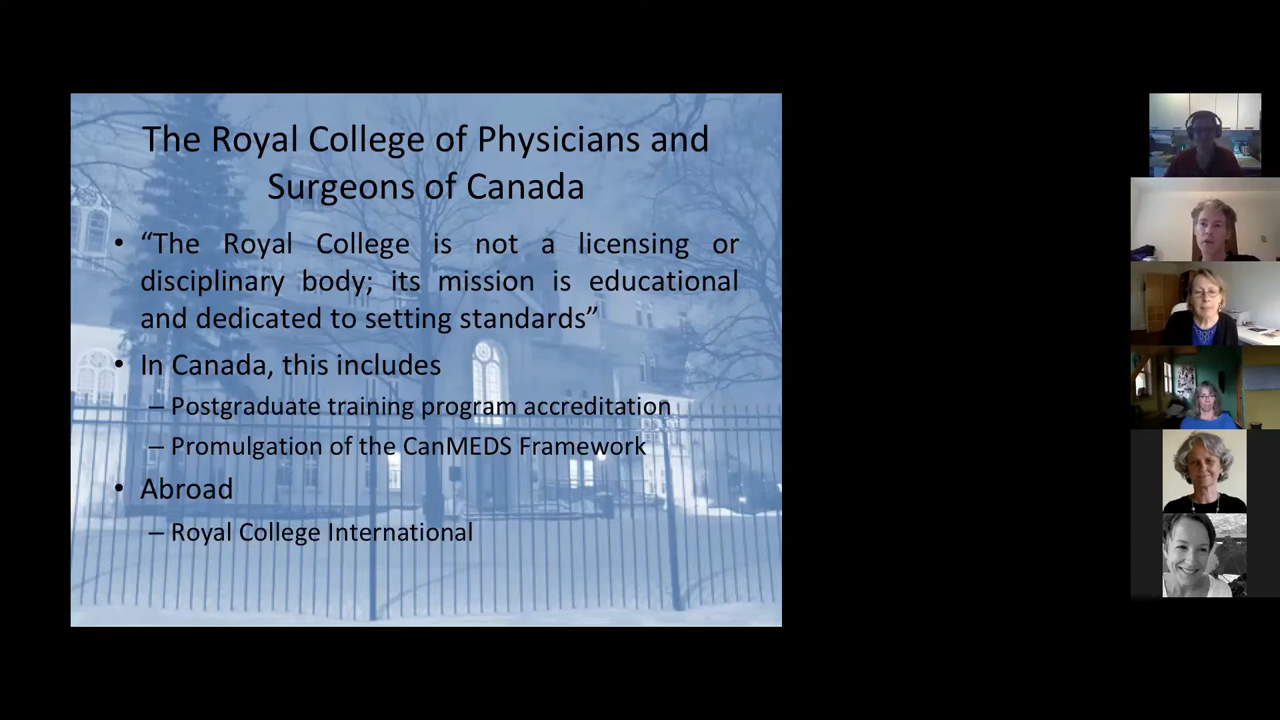 The Royal College of Physicians and
Surgeons of Canada
• “The Royal College is not a licensing or
disciplinary body; its mission is educational
and dedicated to setting standards”
• In Canada, this includes
– Postgraduate training program accreditation
– Promulgation of the CanMEDS Framework
• Abroad
– Royal College International